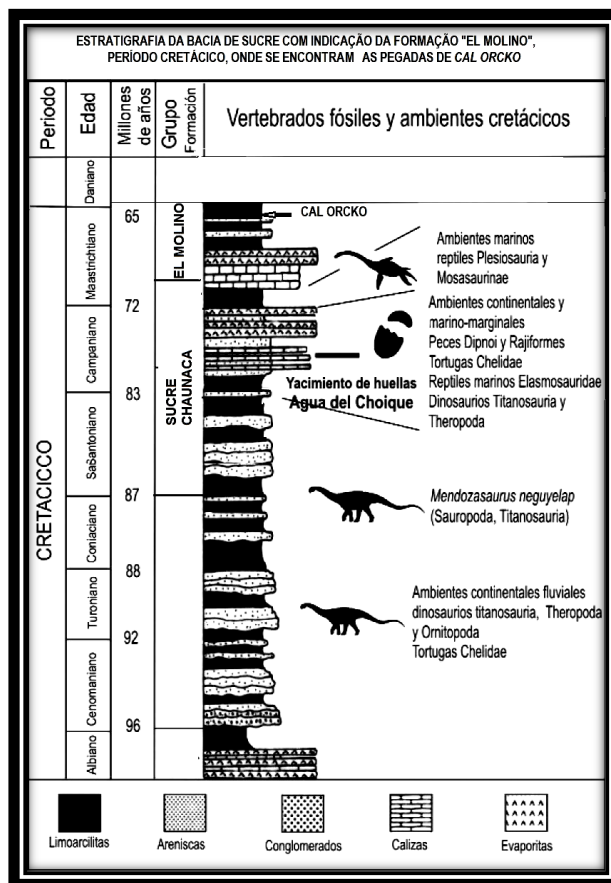 ESTRATIGRAFIA DA BACIA DE SUCRE COM INDICAÇÃO DA FORMAÇÃO "EL MOLINO",
PERÍODO CRETÁCICO, ONDE SE ENCONTRAM AS PEGADAS DE CAL ORCKO
Periodo
Edad
Millones
de años
Grupo
Formación
Vertebrados fósiles y ambientes cretácicos
CRETACICCO
Daniano
Maastrichtiano
Campaniano
Saßantoniano
Coniaciano
Turoniano
Cenomaniano
Albiano
65
72
83
87
88
92
96
EL MOLINO
SUCRE
CHAUNACA
CAL ORCKO
Ambientes marinos
reptiles Plesiosauria y
Mosasaurinae
Ambientes continentales y
marino-marginales
Peces Dipnoi y Rajiformes
Tortugas Chelidae
Reptiles marinos Elasmosauridae
Dinosaurios Titanosauria y
Theropoda
Yacimiento de huellas
Agua del Choique
Mendozasaurus neguyelap
(Sauropoda, Titanosauria)
Ambientes continentales fluviales
dinosaurios titanosauria, Theropoda
y Ornitopoda
Tortugas Chelidae
Limoarcilitas
Areniscas
Conglomerados
Calizas
Evaporitas